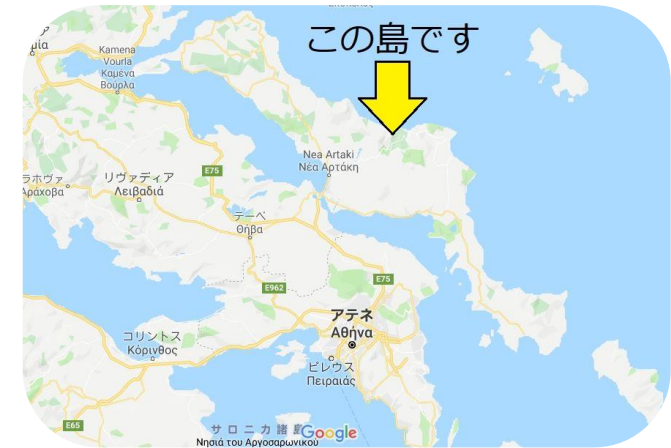 この島です
Kamena
Vourla
Καμένα
Βούρλα
Nea Artaki
Νέα Αρτάκη
E75
リヴァディア
Λειβαδιά
テーベ
Θήβα
E75
E962
アテネ
Αθήνα
コリントス
Κόρινθος
ピレウス
Πειραιάς
E65
サロニカ諸島
Νησιά του Αργοσαρωνικού
Google